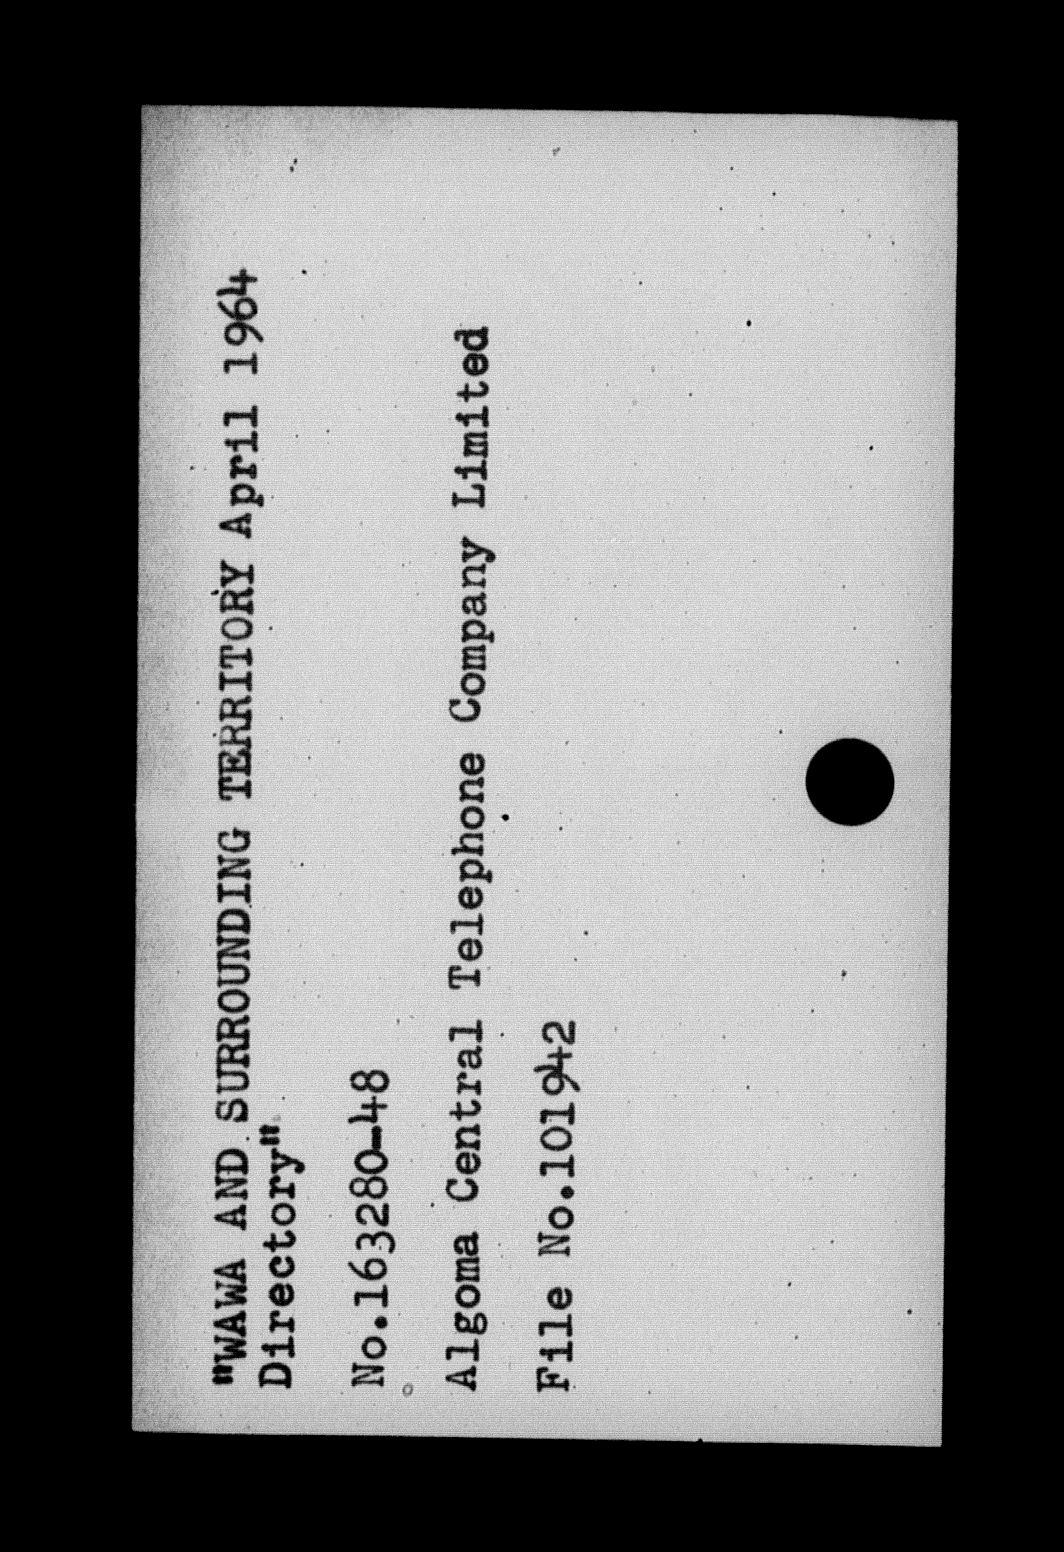 "WAWA AND SURROUNDING TERRITORY April 1964
Directory"
No.163280-48
Algoma Central Telephone Company Limited
File No.101942